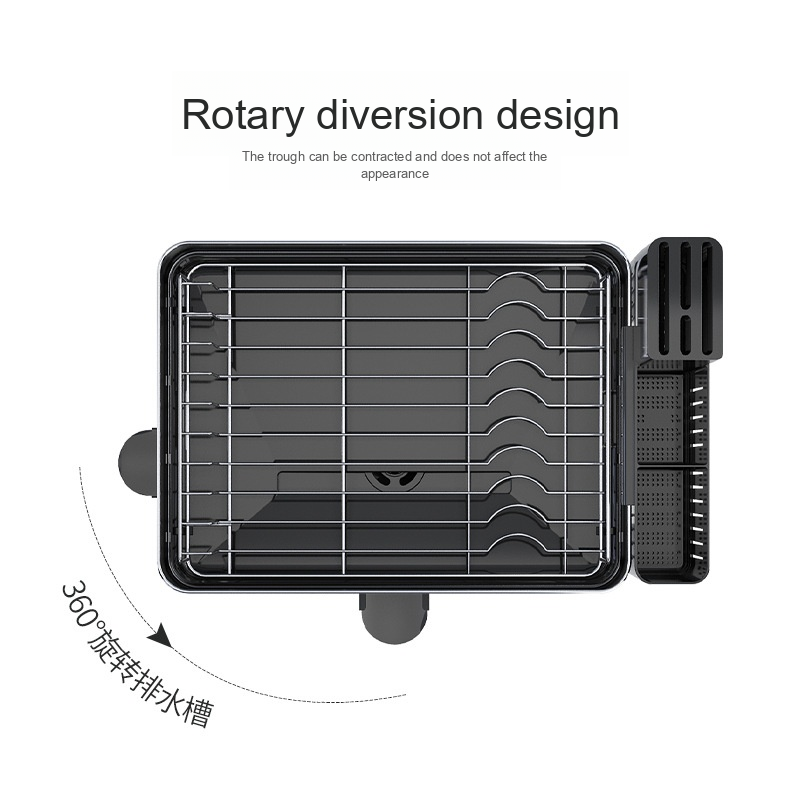 Rotary diversion design
The trough can be contracted and does not affect the
appearance
360°旋转排水槽